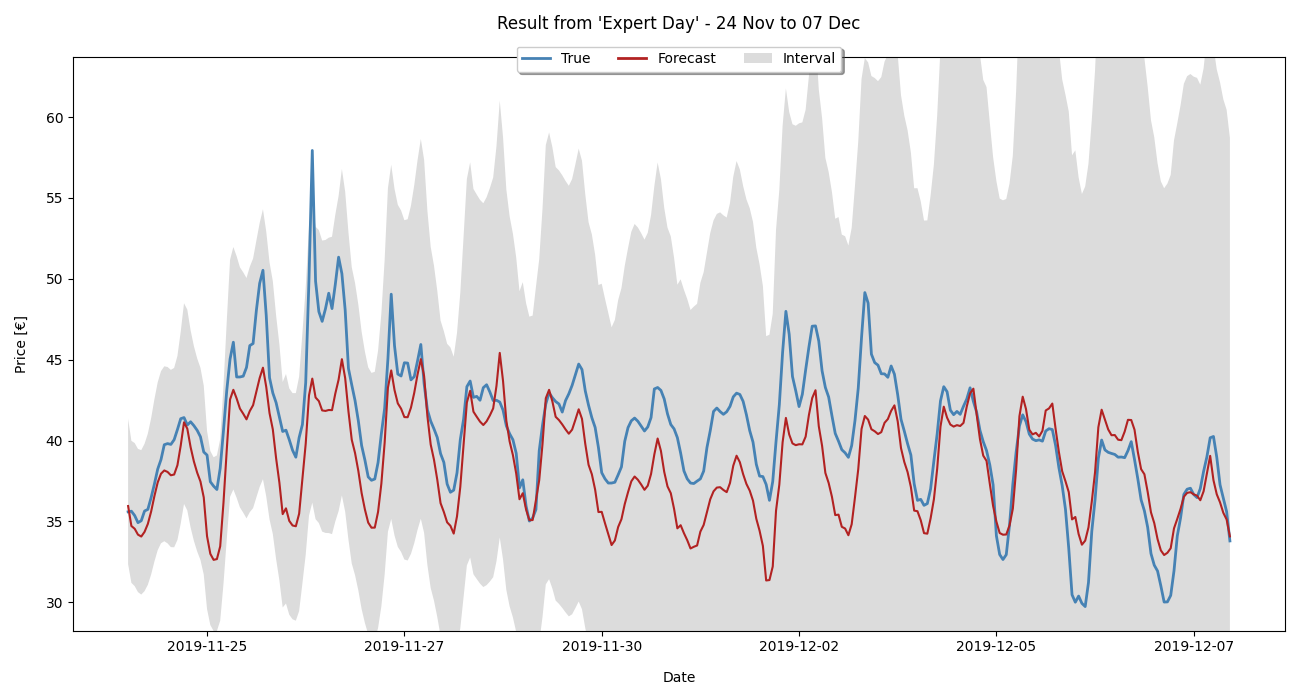 Result from 'Expert Day' - 24 Nov to 07 Dec
True Forecast Interval
60
55
50
45
40
35
30
Price [€]
2019-11-25 2019-11-27 2019-11-30 2019-12-02 2019-12-05 2019-12-07
Date